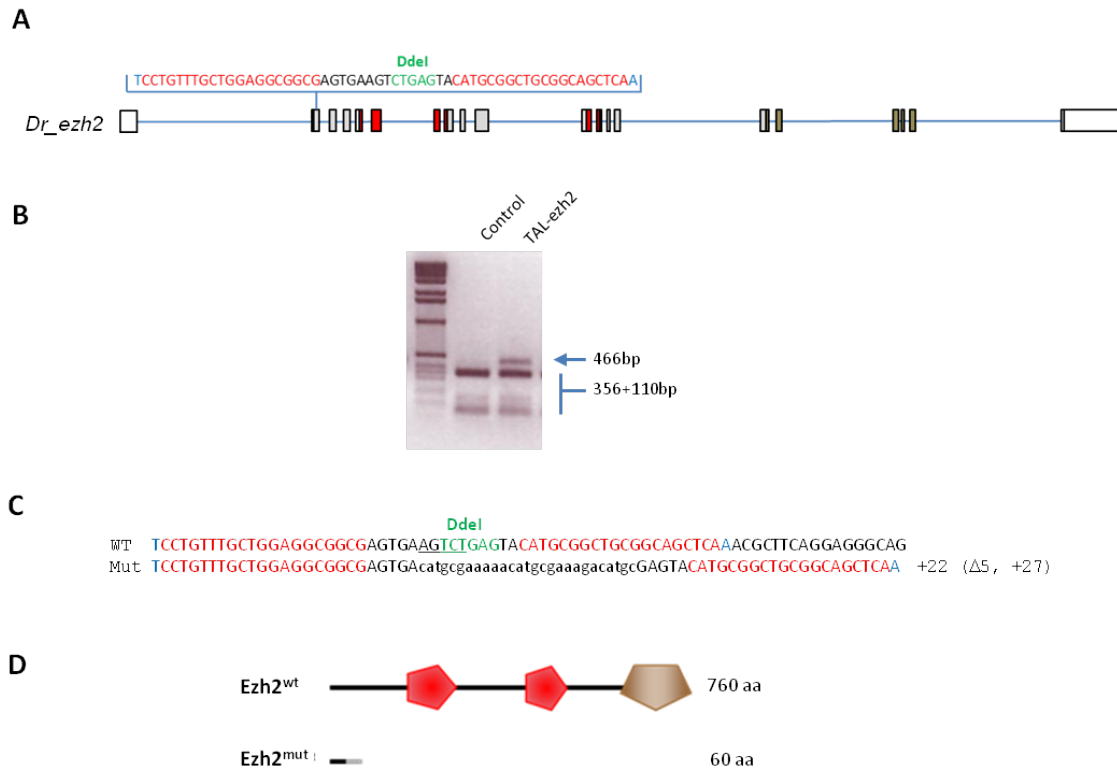 A
DdeI
TCCTGTTTGCTGGAGGCGGCGAGTGAAGTCTGAGTACATGCGGCTGCGGCAGCTCAA
Dr_ezh2
B
Control
TAL-ezh2
466bp
356+110bp
C
DdeI
WT TCCTGTTTGCTGGAGGCGGCGAGTGAAGTCTGAGTACATGCGGCTGCGGCAGCTCAAACGCTTCAGGAGGGCAG
Mut TCCTGTTTGCTGGAGGCGGCGAGTGAcatgcgaaaaacatgcgaaagacatgcGAGTACATGCGGCTGCGGCAGCTCAA +22 (Δ5, +27)
D
Ezh2wt 760 aa
Ezh2mut 60 aa